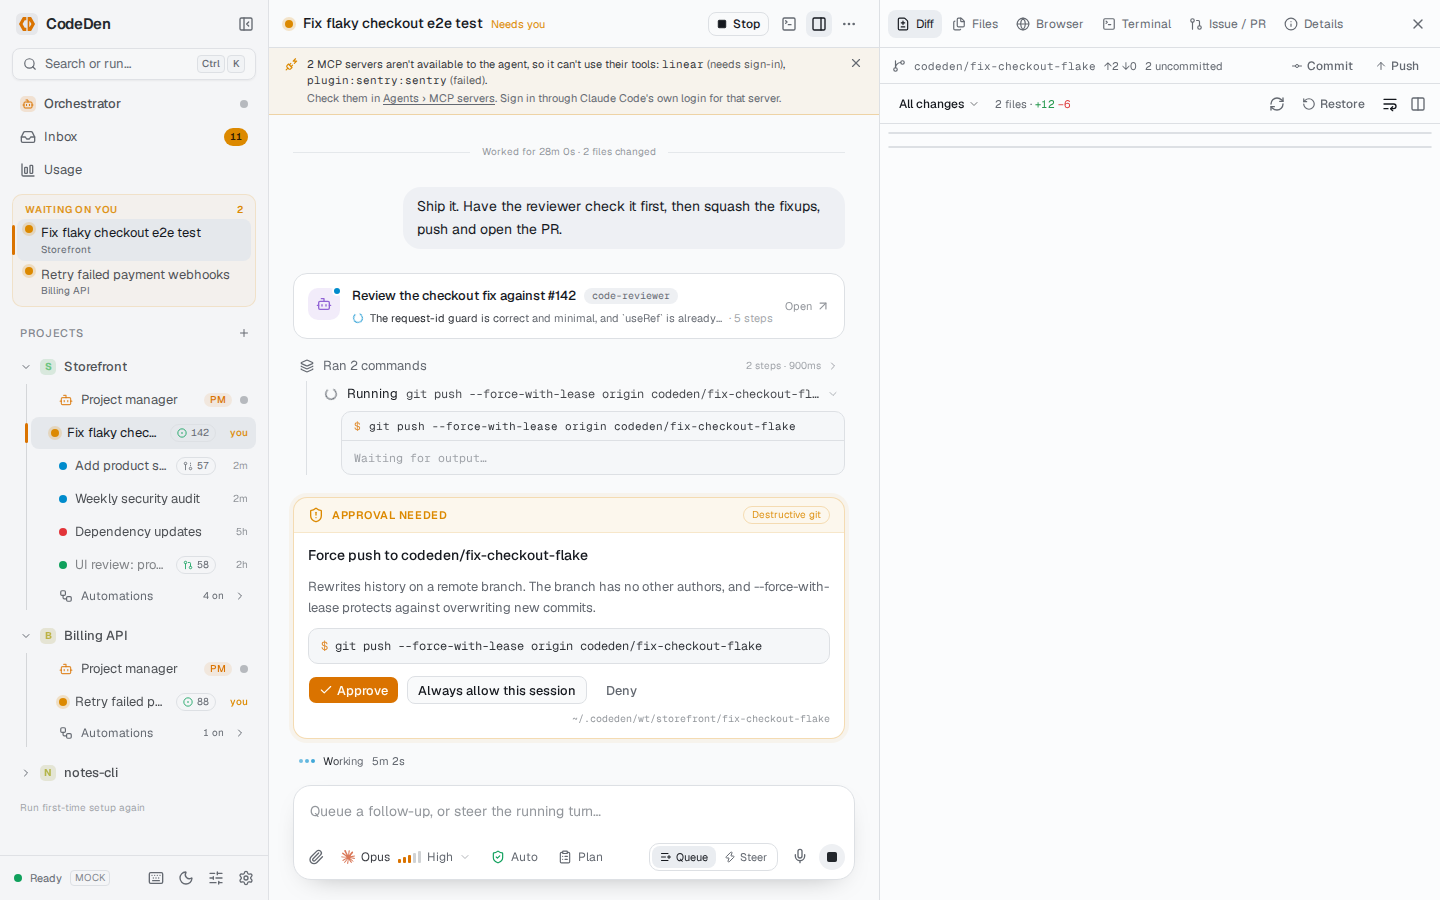 CodeDen
Search or run…
Ctrl K
Orchestrator
Inbox
11
Usage
WAITING ON YOU
2
Fix flaky checkout e2e test
Storefront
Retry failed payment webhooks
Billing API
PROJECTS
S Storefront
Project manager PM
Fix flaky chec… 142 you
Add product s… 57 2m
Weekly security audit 2m
Dependency updates 5h
UI review: pro… 58 2h
Automations 4 on
B Billing API
Project manager PM
Retry failed p… 88 you
Automations 1 on
N notes-cli
Run first-time setup again
Ready MOCK
Fix flaky checkout e2e test Needs you
Stop
2 MCP servers aren't available to the agent, so it can't use their tools: linear (needs sign-in),
plugin:sentry:sentry (failed).
Check them in Agents › MCP servers. Sign in through Claude Code's own login for that server.
Worked for 28m 0s · 2 files changed
Ship it. Have the reviewer check it first, then squash the fixups,
push and open the PR.
Review the checkout fix against #142 code-reviewer
The request-id guard is correct and minimal, and `useRef` is already… · 5 steps
Open
Ran 2 commands
2 steps · 900ms
Running git push --force-with-lease origin codeden/fix-checkout-fl…
$ git push --force-with-lease origin codeden/fix-checkout-flake
Waiting for output…
APPROVAL NEEDED
Destructive git
Force push to codeden/fix-checkout-flake
Rewrites history on a remote branch. The branch has no other authors, and --force-with-
lease protects against overwriting new commits.
$ git push --force-with-lease origin codeden/fix-checkout-flake
Approve
Always allow this session
Deny
~/.codeden/wt/storefront/fix-checkout-flake
Working 5m 2s
Queue a follow-up, or steer the running turn…
Opus
High
Auto
Plan
Queue
Steer
Diff
Files
Browser
Terminal
Issue / PR
Details
codeden/fix-checkout-flake ↑2 ↓0 2 uncommitted
Commit
Push
All changes
2 files · +12 −6
Restore